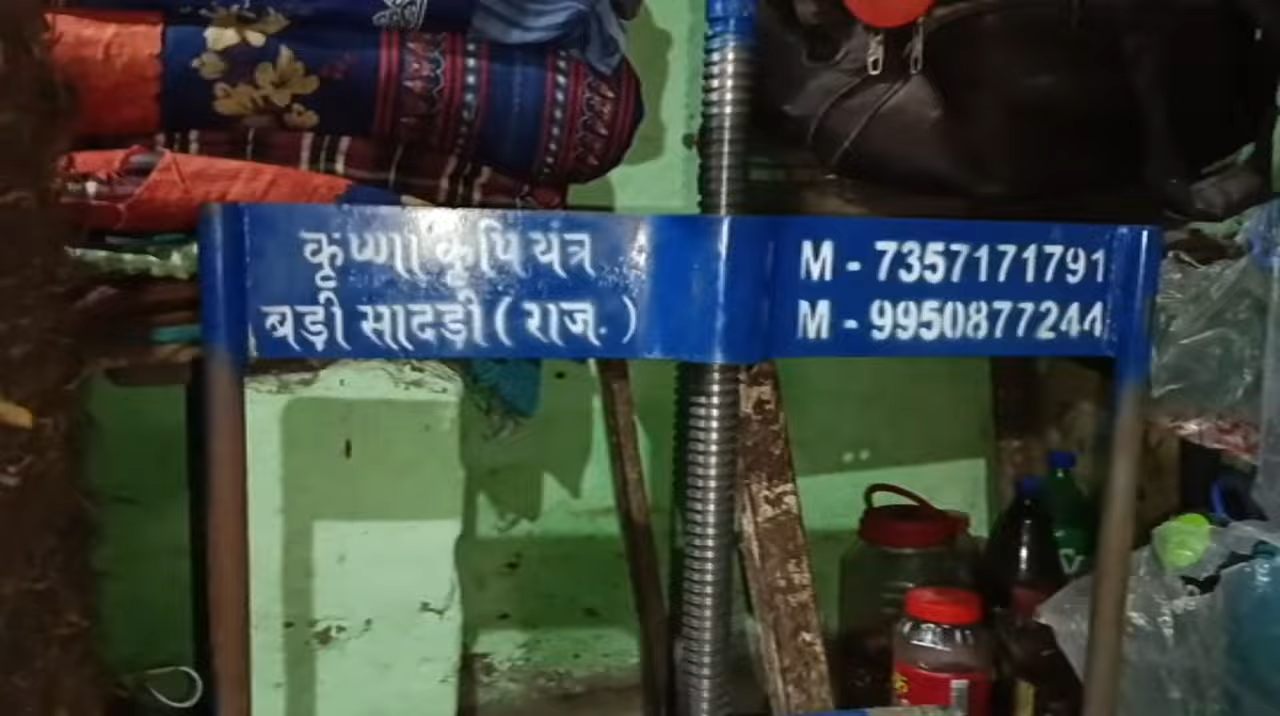 कृष्णा कृषि यंत्र
बड़ी सादड़ी ( राज. )
M - 7357171791
M - 9950877244